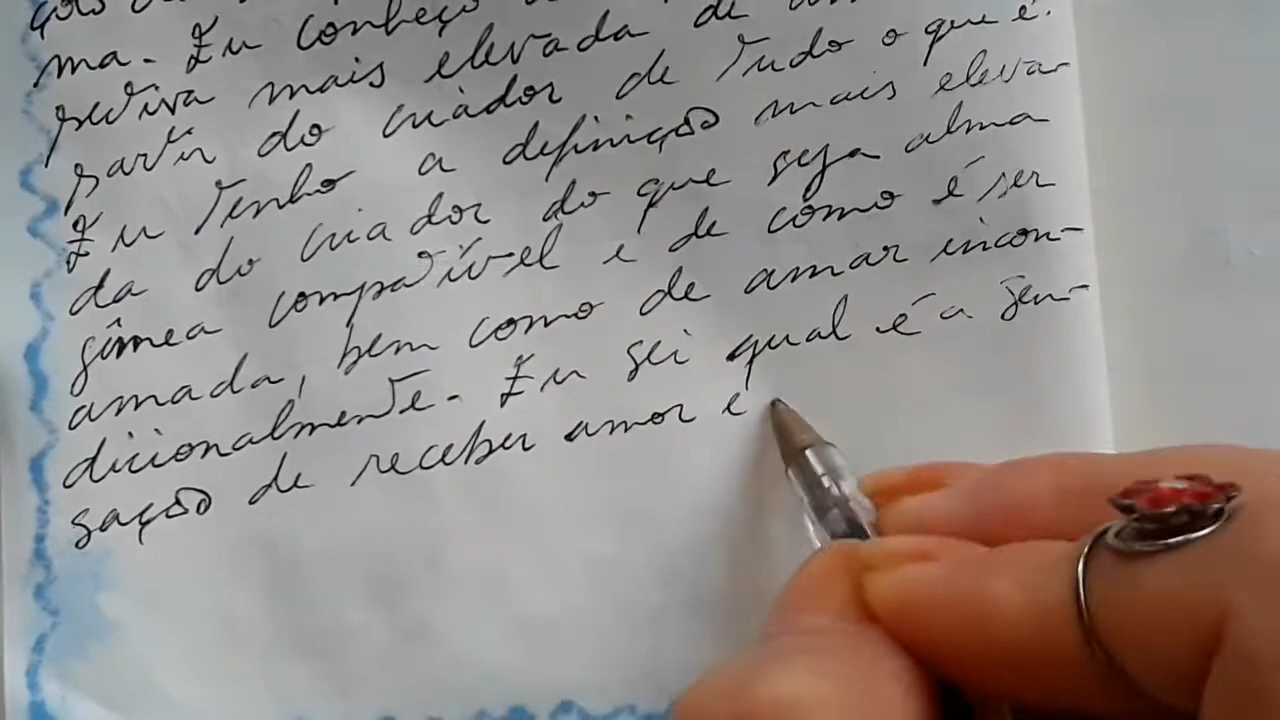 ção
ma. Eu conheço
pectiva mais elevada de
partir do criador de tudo o que é.
Eu tenho a definição mais eleva-
da do criador do que seja alma
gêmea compatível e de como é ser
amada, bem como de amar incon-
dicionalmente. Eu sei qual é a sen-
sação de receber amor e